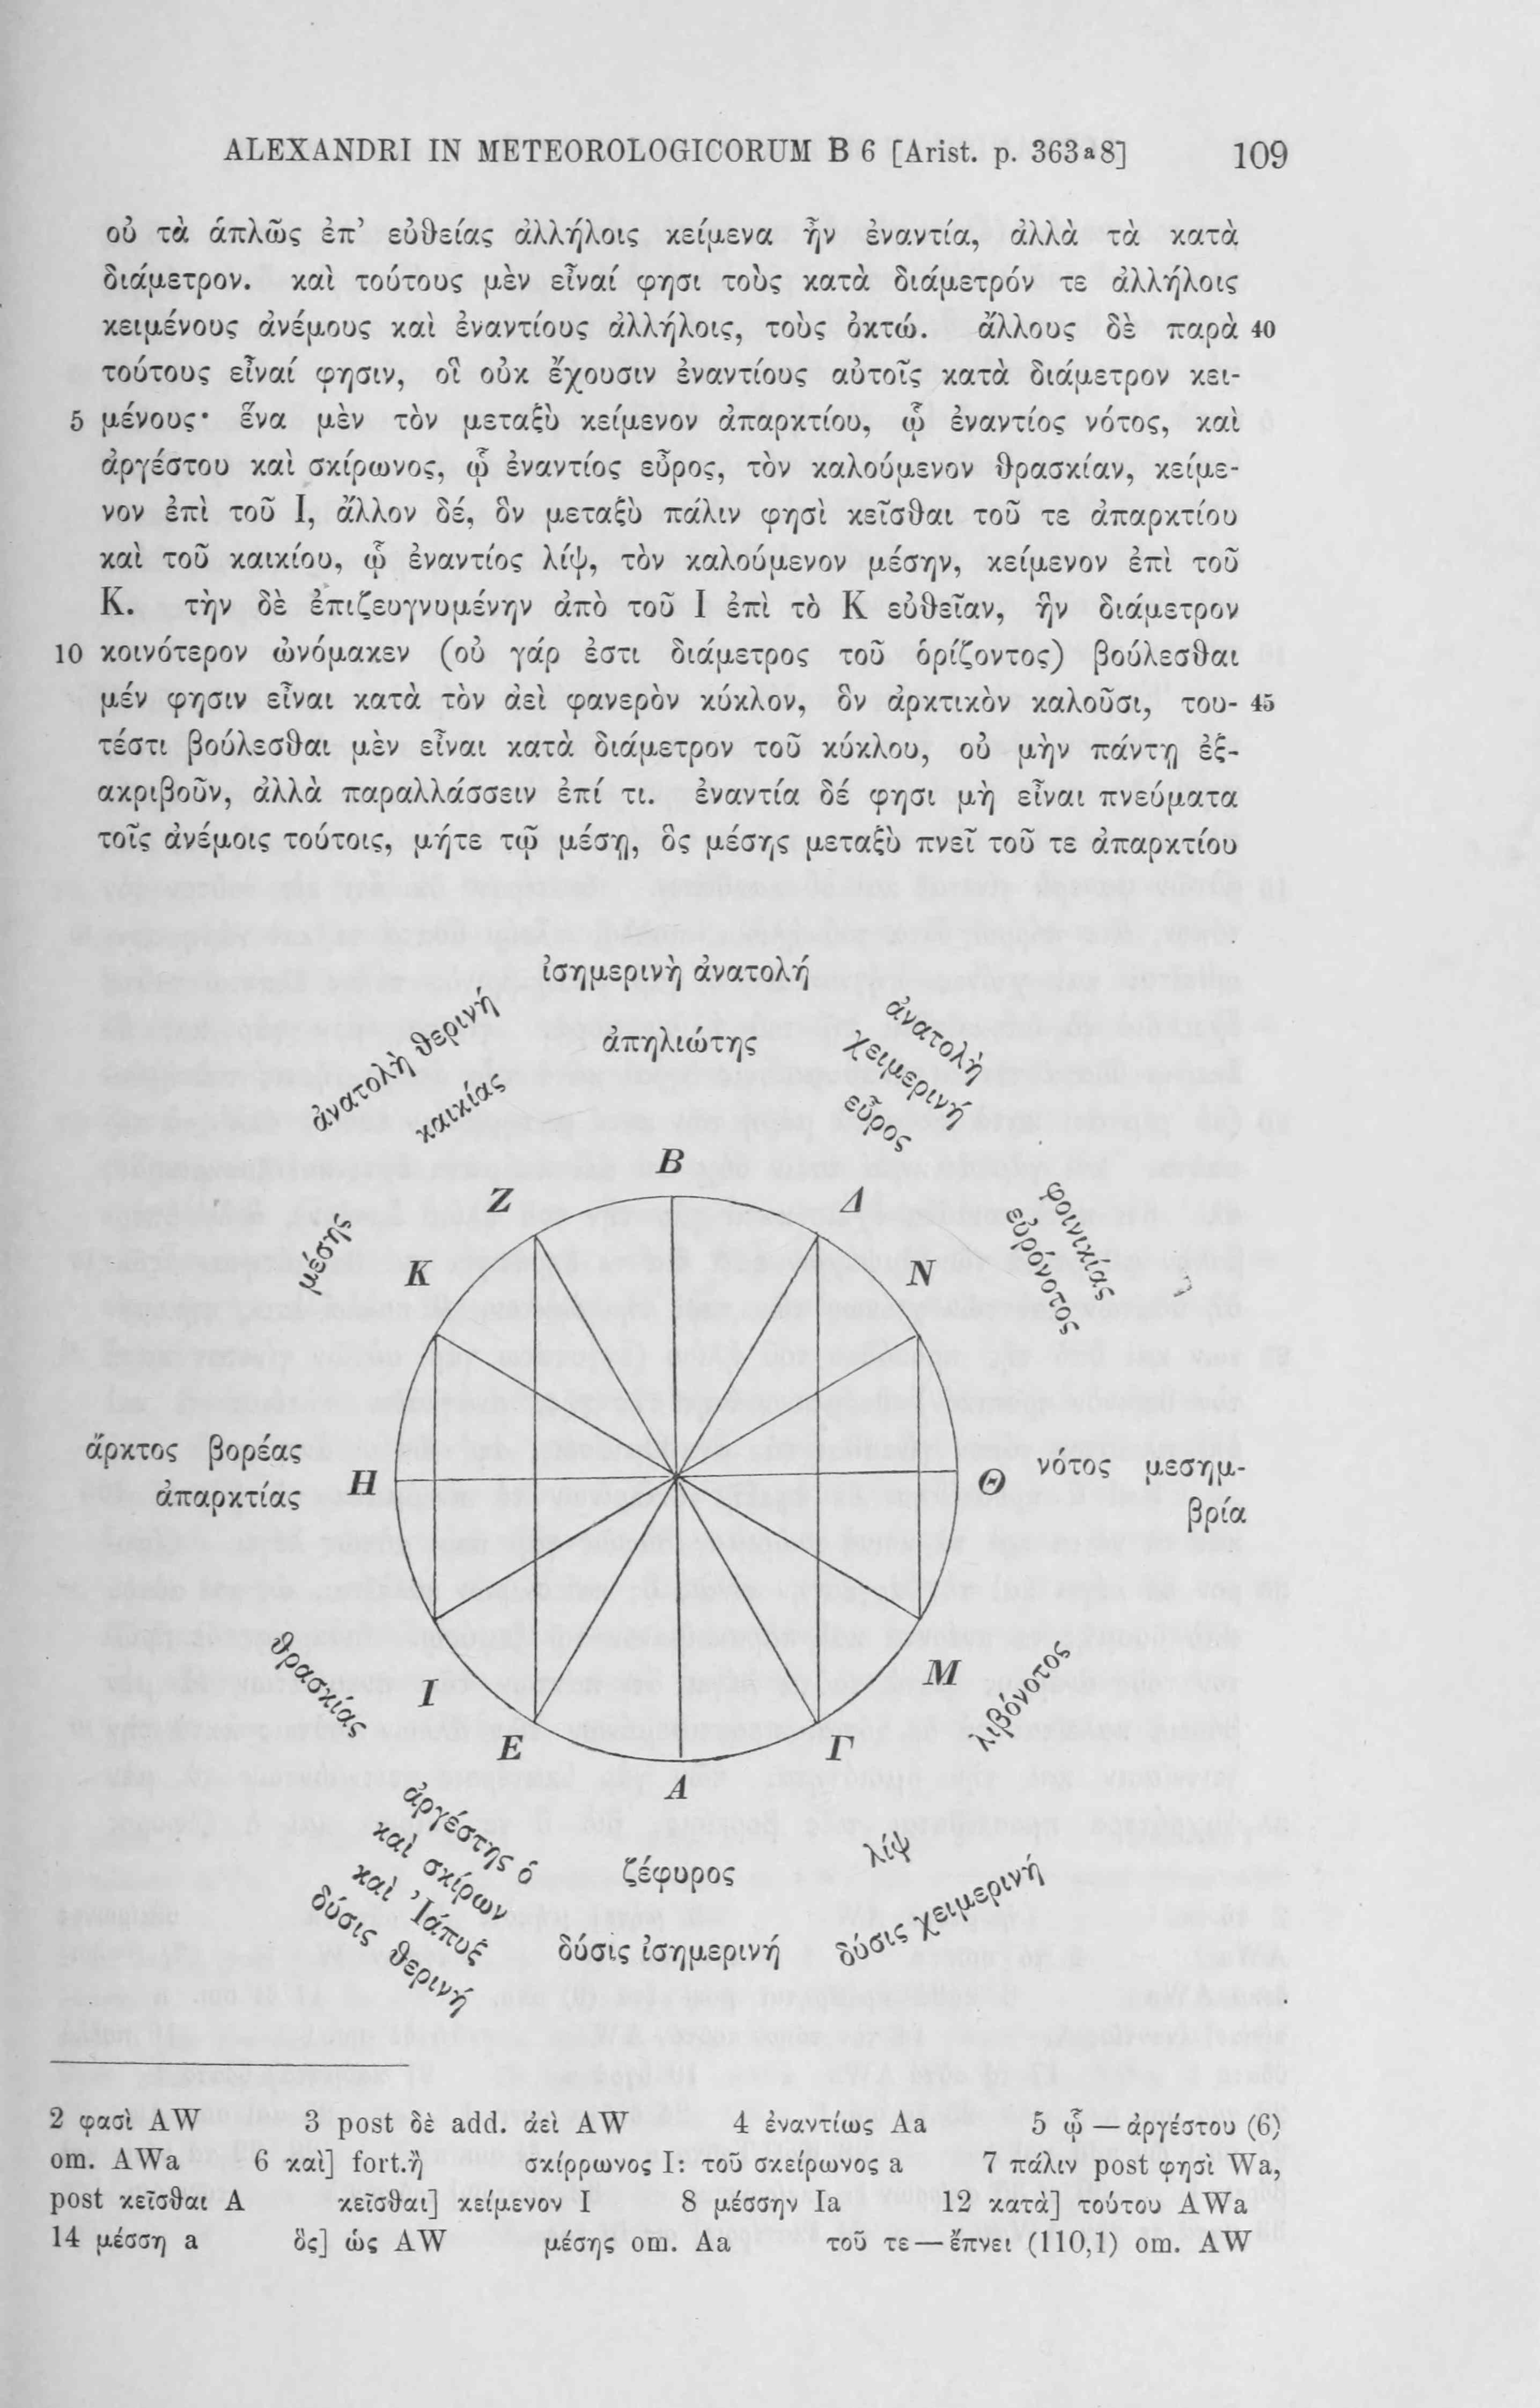 ALEXANDRI IN METEOROLOGICORUM B 6 [Arist. p. 363a8] 109
οὐ τὰ ἁπλῶς ἐπ’ εὐθείας ἀλλήλοις κείμενα ἦν ἐναντία, ἀλλὰ τὰ κατὰ
διάμετρον. καὶ τούτους μὲν εἶναί φησι τοὺς κατὰ διάμετρόν τε ἀλλήλοις
κειμένους ἀνέμους καὶ ἐναντίους ἀλλήλοις, τοὺς ὀκτώ. ἄλλους δὲ παρὰ 40
τούτους εἶναί φησιν, οἳ οὐκ ἔχουσιν ἐναντίους αὐτοῖς κατὰ διάμετρον κει-
5 μένους· ἕνα μὲν τὸν μεταξὺ κείμενον ἀπαρκτίου, ᾧ ἐναντίος νότος, καὶ
ἀργέστου καὶ σκίρωνος, ᾧ ἐναντίος εὖρος, τὸν καλούμενον θρασκίαν, κείμε-
νον ἐπὶ τοῦ Ι, ἄλλον δέ, ὃν μεταξὺ πάλιν φησὶ κεῖσθαι τοῦ τε ἀπαρκτίου
καὶ τοῦ καικίου, ᾧ ἐναντίος λίψ, τὸν καλούμενον μέσην, κείμενον ἐπὶ τοῦ
Κ. τὴν δὲ ἐπιζευγνυμένην ἀπὸ τοῦ Ι ἐπὶ τὸ Κ εὐθεῖαν, ἣν διάμετρον
10 κοινότερον ὠνόμακεν (οὐ γάρ ἐστι διάμετρος τοῦ ὁρίζοντος) βούλεσθαι
μέν φησιν εἶναι κατὰ τὸν ἀεὶ φανερὸν κύκλον, ὃν ἀρκτικὸν καλοῦσι, του- 45
τέστι βούλεσθαι μὲν εἶναι κατὰ διάμετρον τοῦ κύκλου, οὐ μὴν πάντῃ ἐξ-
ακριβοῦν, ἀλλὰ παραλλάσσειν ἐπί τι. ἐναντία δέ φησι μὴ εἶναι πνεύματα
τοῖς ἀνέμοις τούτοις, μήτε τῷ μέσῃ, ὃς μέσης μεταξὺ πνεῖ τοῦ τε ἀπαρκτίου
ἰσημερινὴ ἀνατολή
ἀπηλιώτης
ἀνατολὴ θερινή
καικίας
ἀνατολὴ
χειμερινή
εὖρος
Β
Ζ
Δ
μέσης
Κ
Ν
φοινικίας
εὐρόνοτος
ἄρκτος βορέας
ἀπαρκτίας
Η
Θ
νότος μεσημ-
βρία
θρασκίας
Ι
Μ
λιβόνοτος
Ε
Γ
Α
ἀργέστης ὁ
καὶ σκίρων
καὶ Ἰάπυξ
δύσις θερινή
ζέφυρος
δύσις ἰσημερινή
λίψ
δύσις χειμερινή
2 φασὶ AW 3 post δὲ add. ἀεὶ AW 4 ἐναντίως Aa 5 ᾧ — ἀργέστου (6)
om. AWa 6 καὶ] fort. ἢ σκίρρωνος I: τοῦ σκείρωνος a 7 πάλιν post φησὶ Wa,
post κεῖσθαι A κεῖσθαι] κείμενον I 8 μέσσην Ia 12 κατὰ] τούτου AWa
14 μέσση a ὃς] ὡς AW μέσης om. Aa τοῦ τε — ἔπνει (110,1) om. AW